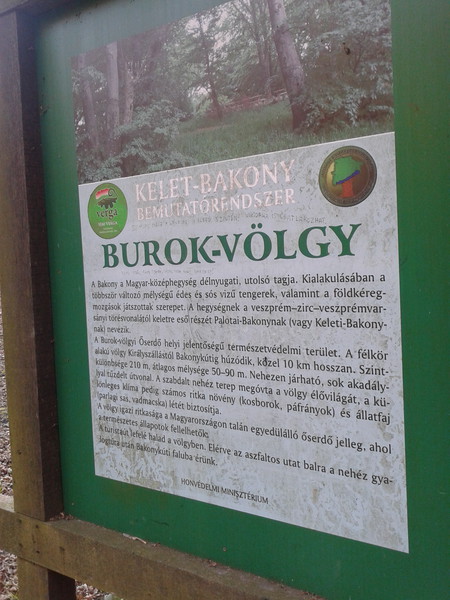 KELET-BAKONY
BEMUTATÓRENDSZER
verga
BUROK-VÖLGY
A Bakony a Magyar-középhegység délnyugati, utolsó tagja. Kialakulásában a
többször változó mélységű édes és sós vizű tengerek, valamint a földkéreg-
mozgások játszottak szerepet. A hegységnek a veszprém–zirc–veszprémvar-
sányi törésvonalától keletre eső részét Palotai-Bakonynak (vagy Keleti-Bakony-
nak) nevezik.
A Burok-völgyi Őserdő helyi jelentőségű természetvédelmi terület. A félkör
alakú völgy Királyszállástól Bakonykútig húzódik, közel 10 km hosszan. Szint-
különbsége 210 m, átlagos mélysége 50–90 m. Nehezen járható, sok akadály-
lyal tűzdelt útvonal. A szabdalt nehéz terep megóvta a völgy élővilágát, a kü-
lönleges klíma pedig számos ritka növény (kosborok, páfrányok) és állatfaj
(parlagi sas, vadmacska) létét biztosítja.
A völgy igazi ritkasága a Magyarországon talán egyedülálló őserdő jelleg, ahol
a természetes állapotok fellelhetők.
A turistaút lefelé halad a völgyben. Elérve az aszfaltos utat balra a nehéz gya-
logtúra után Bakonykúti faluba érünk.
HONVÉDELMI MINISZTÉRIUM